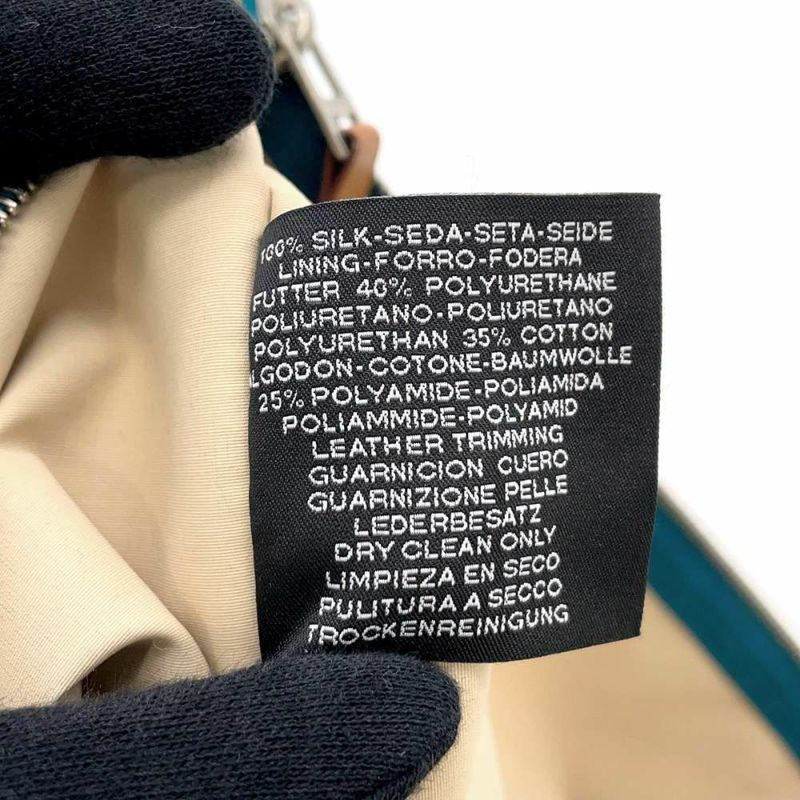 100% SILK-SEDA-SETA-SEIDE
LINING-FORRO-FODERA
FUTTER 40% POLYURETHANE
POLIURETANO-POLIURETANO
POLYURETHAN 35% COTTON
ALGODON-COTONE-BAUMWOLLE
25% POLYAMIDE-POLIAMIDA
POLIAMMIDE-POLYAMID
LEATHER TRIMMING
GUARNICION CUERO
GUARNIZIONE PELLE
LEDERBESATZ
DRY CLEAN ONLY
LIMPIEZA EN SECO
PULITURA A SECCO
TROCKENREINIGUNG